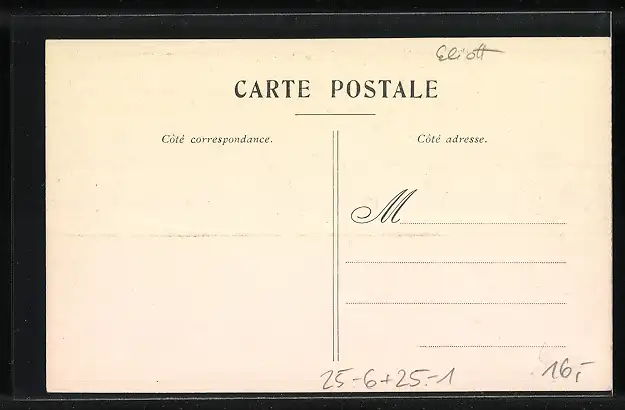 Eliott
CARTE POSTALE
Côté correspondance.
Côté adresse.
M
25-6+25-1
16,-